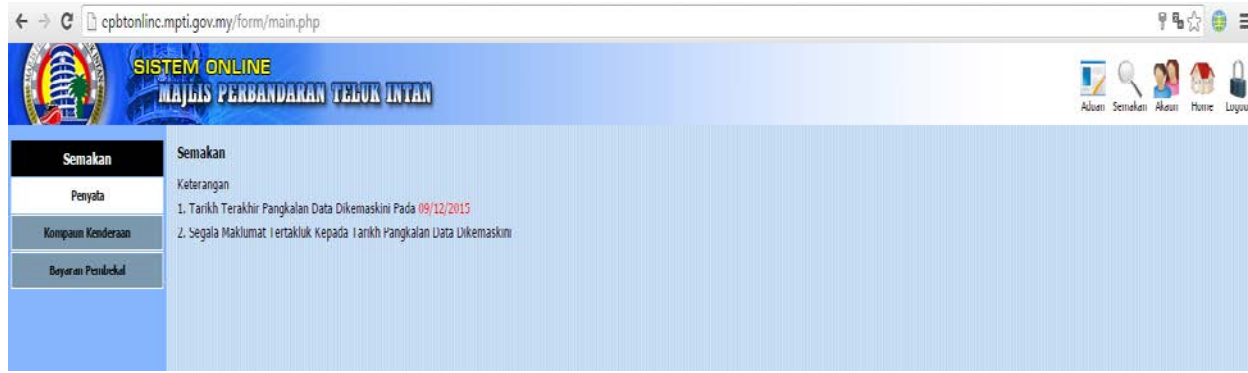 cpbtonlinc.mpti.gov.my/form/main.php
SISTEM ONLINE
MAJLIS PERBANDARAN TELUK INTAN
Aduan Semakan Akaun Home Logout
Semakan
Penyata
Kompaun Kenderaan
Bayaran Pembekal
Semakan
Keterangan
1. Tarikh Terakhir Pangkalan Data Dikemaskini Pada 09/12/2015
2. Segala Maklumat Tertakluk Kepada Tarikh Pangkalan Data Dikemaskini